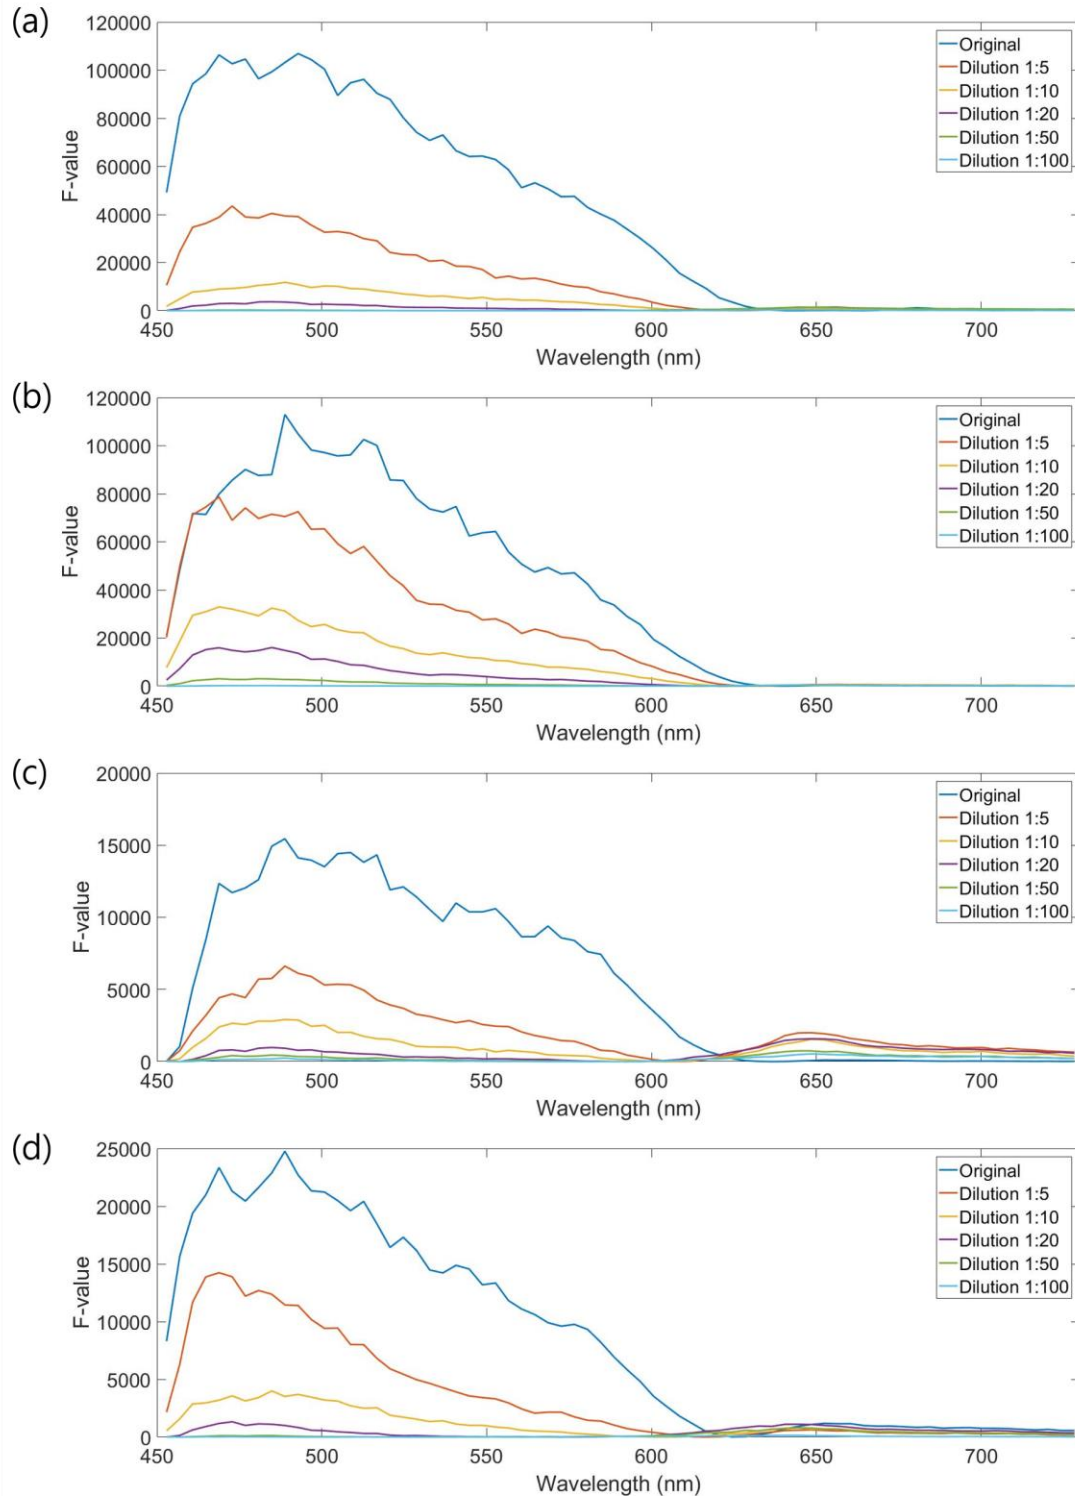 (a)
120000
100000
80000
60000
40000
20000
0
F-value
450 500 550 600 650 700
Wavelength (nm)
Original
Dilution 1:5
Dilution 1:10
Dilution 1:20
Dilution 1:50
Dilution 1:100
(b)
120000
100000
80000
60000
40000
20000
0
F-value
450 500 550 600 650 700
Wavelength (nm)
Original
Dilution 1:5
Dilution 1:10
Dilution 1:20
Dilution 1:50
Dilution 1:100
(c)
20000
15000
10000
5000
0
F-value
450 500 550 600 650 700
Wavelength (nm)
Original
Dilution 1:5
Dilution 1:10
Dilution 1:20
Dilution 1:50
Dilution 1:100
(d)
25000
20000
15000
10000
5000
0
F-value
450 500 550 600 650 700
Wavelength (nm)
Original
Dilution 1:5
Dilution 1:10
Dilution 1:20
Dilution 1:50
Dilution 1:100